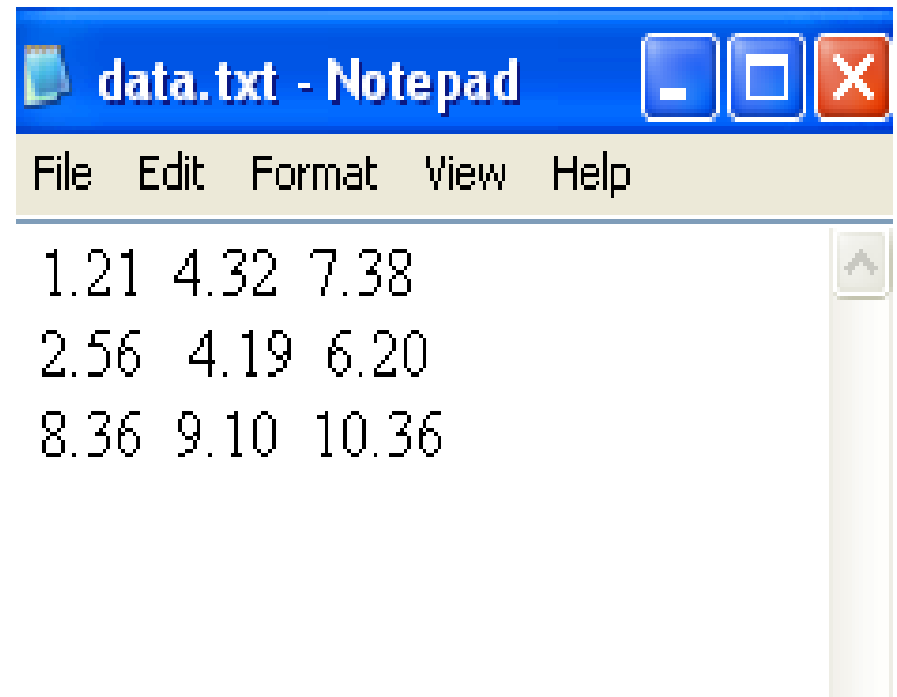 data.txt - Notepad
File Edit Format View Help
1.21 4.32 7.38
2.56 4.19 6.20
8.36 9.10 10.36